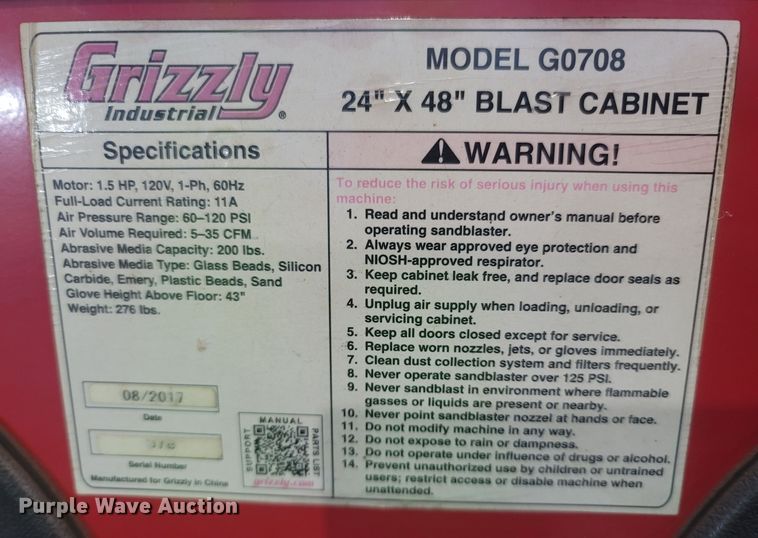 Grizzly
Industrial®
MODEL G0708
24" X 48" BLAST CABINET
Specifications
Motor: 1.5 HP, 120V, 1-Ph, 60Hz
Full-Load Current Rating: 11A
Air Pressure Range: 60–120 PSI
Air Volume Required: 5–35 CFM
Abrasive Media Capacity: 200 lbs.
Abrasive Media Type: Glass Beads, Silicon
Carbide, Emery, Plastic Beads, Sand
Glove Height Above Floor: 43"
Weight: 276 lbs.
08/2017
Date
Serial Number
Manufactured for Grizzly in China
MANUAL
SUPPORT
PARTS LIST
grizzly.com
WARNING!
To reduce the risk of serious injury when using this
machine:
1. Read and understand owner's manual before
operating sandblaster.
2. Always wear approved eye protection and
NIOSH-approved respirator.
3. Keep cabinet leak free, and replace door seals as
required.
4. Unplug air supply when loading, unloading, or
servicing cabinet.
5. Keep all doors closed except for service.
6. Replace worn nozzles, jets, or gloves immediately.
7. Clean dust collection system and filters frequently.
8. Never operate sandblaster over 125 PSI.
9. Never sandblast in environment where flammable
gasses or liquids are present or nearby.
10. Never point sandblaster nozzel at hands or face.
11. Do not modify machine in any way.
12. Do not expose to rain or dampness.
13. Do not operate under influence of drugs or alcohol.
14. Prevent unauthorized use by children or untrained
users; restrict access or disable machine when
unattended.
Purple Wave Auction